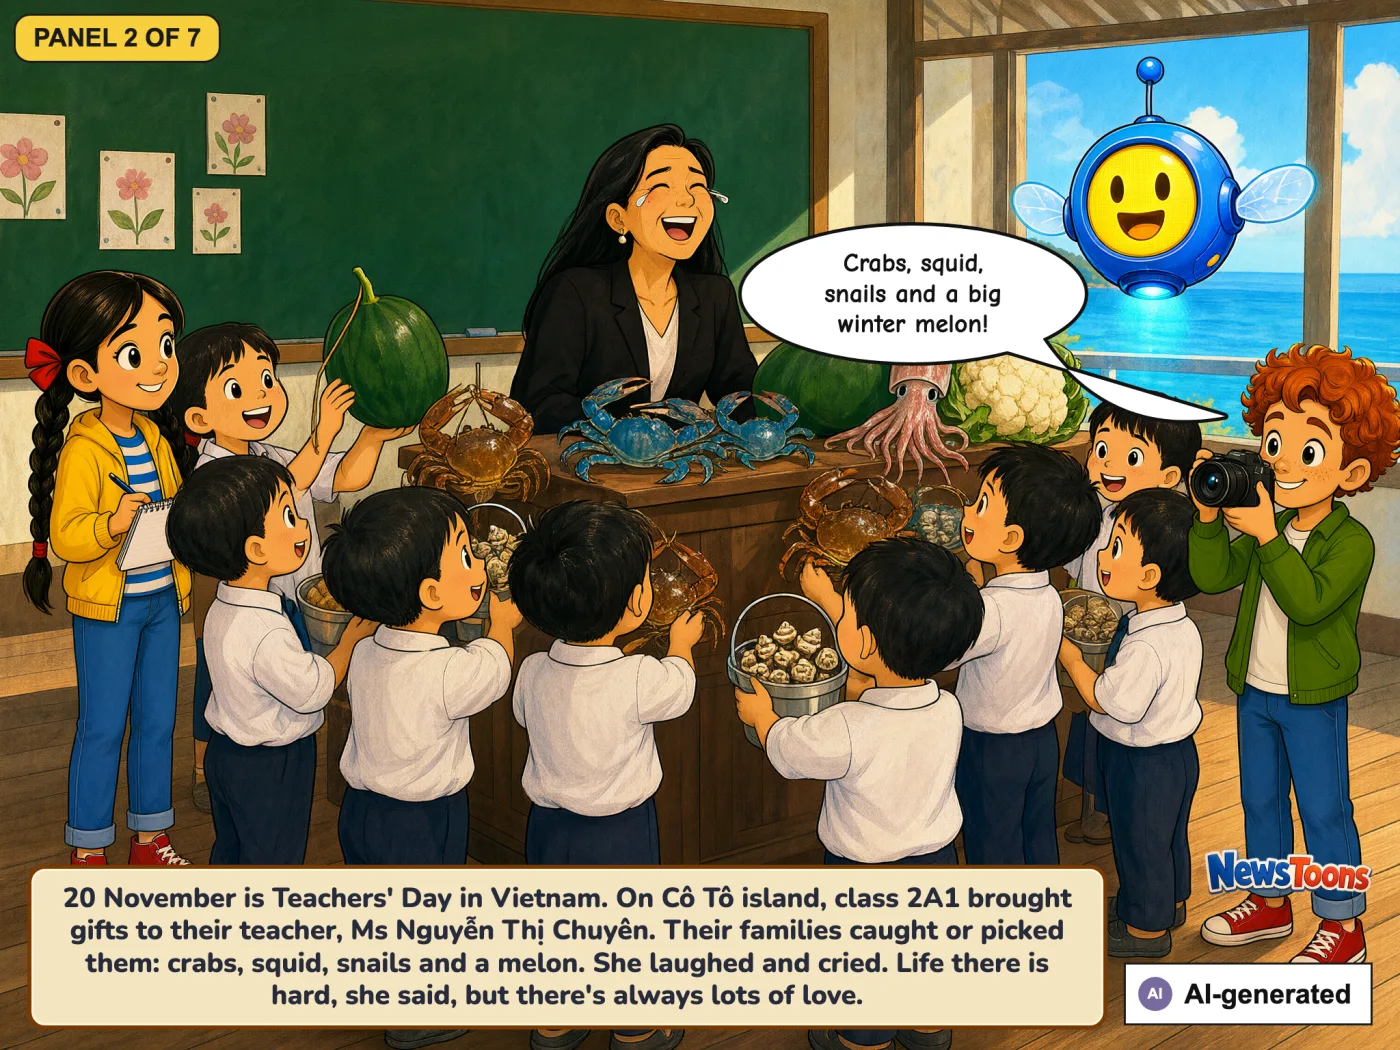 PANEL 2 OF 7
Crabs, squid,
snails and a big
winter melon!
20 November is Teachers' Day in Vietnam. On Cô Tô island, class 2A1 brought
gifts to their teacher, Ms Nguyễn Thị Chuyên. Their families caught or picked
them: crabs, squid, snails and a melon. She laughed and cried. Life there is
hard, she said, but there's always lots of love.
NEWSTOONS
AI AI-generated